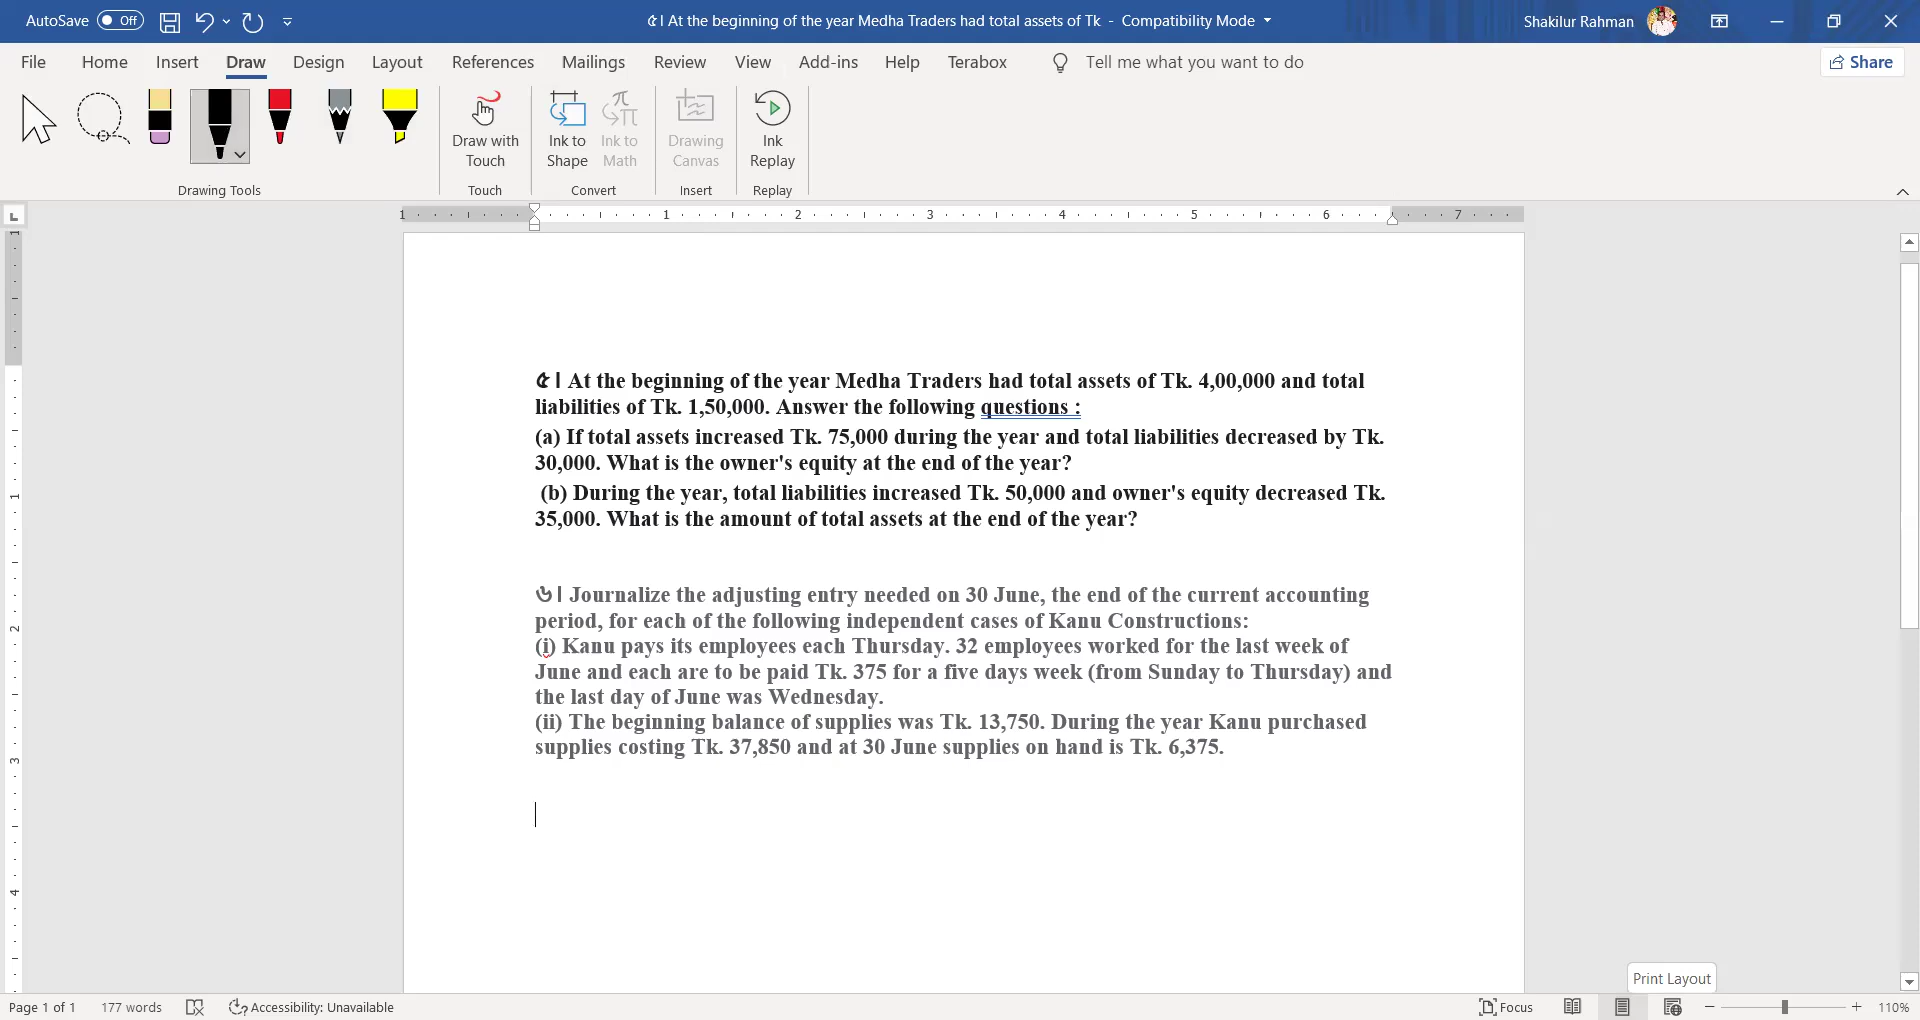 AutoSave Off ৫। At the beginning of the year Medha Traders had total assets of Tk - Compatibility Mode Shakilur Rahman
File Home Insert Draw Design Layout References Mailings Review View Add-ins Help Terabox Tell me what you want to do Share
Draw with Touch
Ink to Shape
Ink to Math
Drawing Canvas
Ink Replay
Drawing Tools Touch Convert Insert Replay
L 1 1 2 3 4 5 6 7
৫। At the beginning of the year Medha Traders had total assets of Tk. 4,00,000 and total
liabilities of Tk. 1,50,000. Answer the following questions :
(a) If total assets increased Tk. 75,000 during the year and total liabilities decreased by Tk.
30,000. What is the owner's equity at the end of the year?
(b) During the year, total liabilities increased Tk. 50,000 and owner's equity decreased Tk.
35,000. What is the amount of total assets at the end of the year?
৬। Journalize the adjusting entry needed on 30 June, the end of the current accounting
period, for each of the following independent cases of Kanu Constructions:
(i) Kanu pays its employees each Thursday. 32 employees worked for the last week of
June and each are to be paid Tk. 375 for a five days week (from Sunday to Thursday) and
the last day of June was Wednesday.
(ii) The beginning balance of supplies was Tk. 13,750. During the year Kanu purchased
supplies costing Tk. 37,850 and at 30 June supplies on hand is Tk. 6,375.
1
1
2
3
4
Print Layout
Page 1 of 1 177 words Accessibility: Unavailable Focus 110%